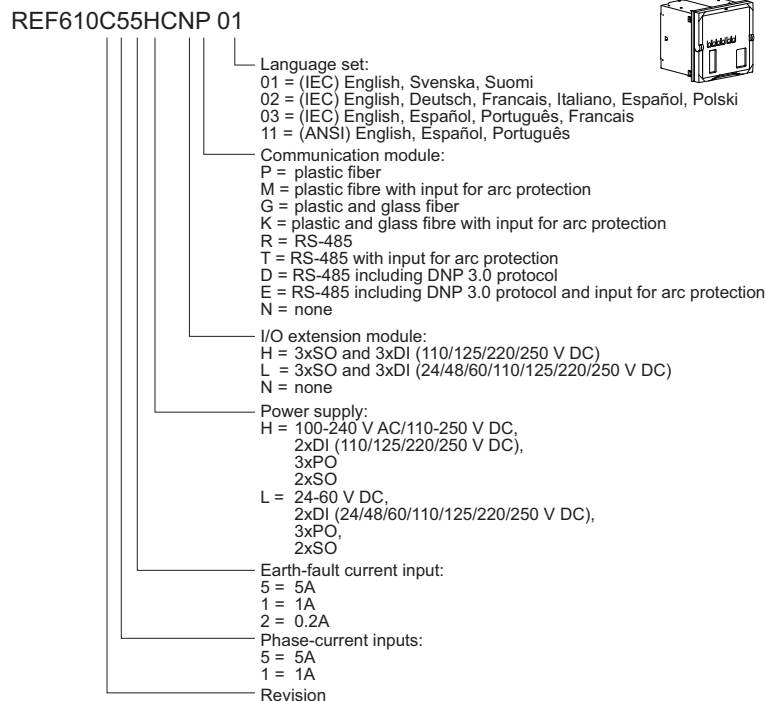 REF610C55HCNP 01
Language set:
01 = (IEC) English, Svenska, Suomi
02 = (IEC) English, Deutsch, Francais, Italiano, Español, Polski
03 = (IEC) English, Español, Português, Francais
11 = (ANSI) English, Español, Português
Communication module:
P = plastic fiber
M = plastic fibre with input for arc protection
G = plastic and glass fiber
K = plastic and glass fibre with input for arc protection
R = RS-485
T = RS-485 with input for arc protection
D = RS-485 including DNP 3.0 protocol
E = RS-485 including DNP 3.0 protocol and input for arc protection
N = none
I/O extension module:
H = 3xSO and 3xDI (110/125/220/250 V DC)
L = 3xSO and 3xDI (24/48/60/110/125/220/250 V DC)
N = none
Power supply:
H = 100-240 V AC/110-250 V DC,
2xDI (110/125/220/250 V DC),
3xPO
2xSO
L = 24-60 V DC,
2xDI (24/48/60/110/125/220/250 V DC),
3xPO,
2xSO
Earth-fault current input:
5 = 5A
1 = 1A
2 = 0.2A
Phase-current inputs:
5 = 5A
1 = 1A
Revision